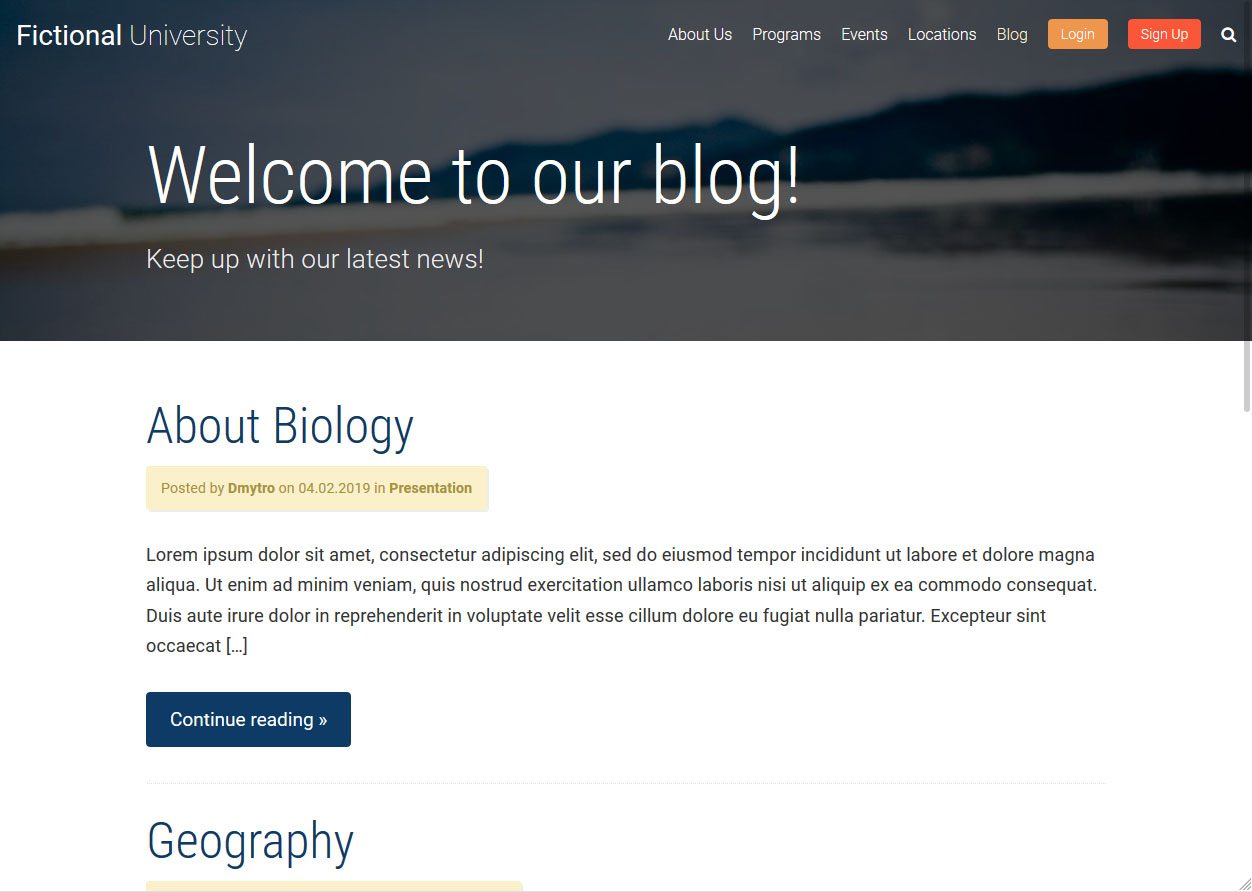 Fictional University
About Us Programs Events Locations Blog Login Sign Up
Welcome to our blog!
Keep up with our latest news!
About Biology
Posted by Dmytro on 04.02.2019 in Presentation
Lorem ipsum dolor sit amet, consectetur adipiscing elit, sed do eiusmod tempor incididunt ut labore et dolore magna
aliqua. Ut enim ad minim veniam, quis nostrud exercitation ullamco laboris nisi ut aliquip ex ea commodo consequat.
Duis aute irure dolor in reprehenderit in voluptate velit esse cillum dolore eu fugiat nulla pariatur. Excepteur sint
occaecat […]
Continue reading »
Geography